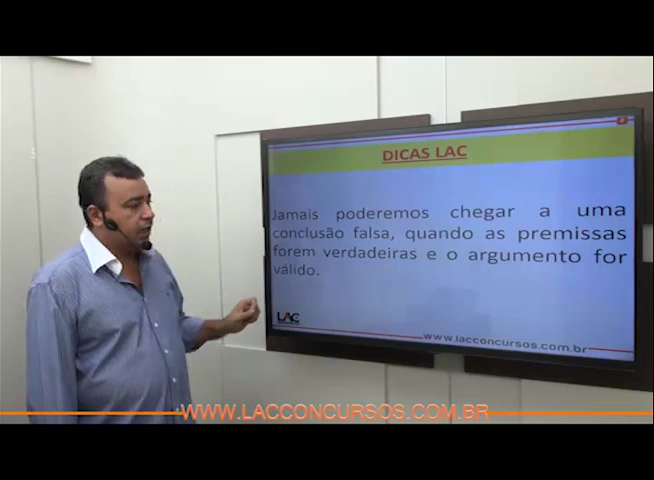 DICAS LAC
Jamais poderemos chegar a uma
conclusão falsa, quando as premissas
forem verdadeiras e o argumento for
válido.
LAC
www.lacconcursos.com.br
WWW.LACCONCURSOS.COM.BR